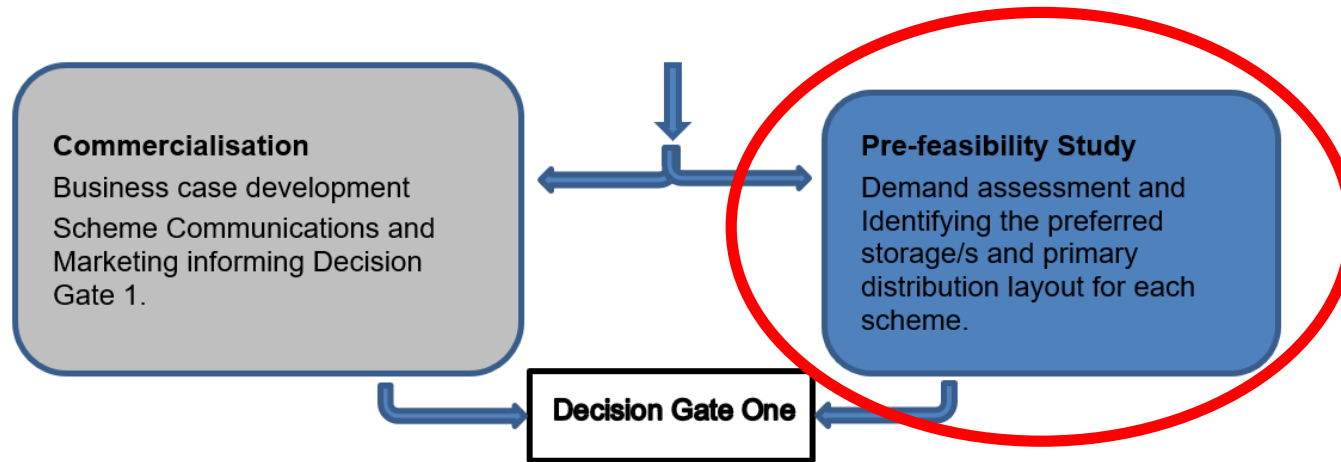 Commercialisation
Business case development
Scheme Communications and
Marketing informing Decision
Gate 1.
Pre-feasibility Study
Demand assessment and
Identifying the preferred
storage/s and primary
distribution layout for each
scheme.
Decision Gate One